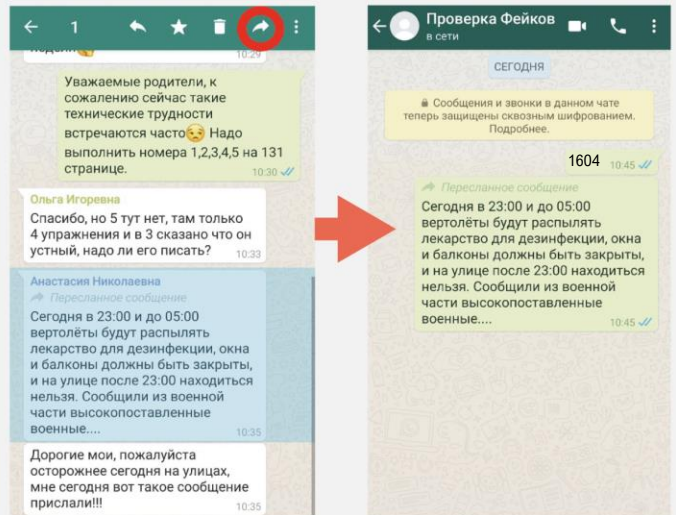 1
10:29
Уважаемые родители, к
сожалению сейчас такие
технические трудности
встречаются часто😒 Надо
выполнить номера 1,2,3,4,5 на 131
странице.
10:30
Ольга Игоревна
Спасибо, но 5 тут нет, там только
4 упражнения и в 3 сказано что он
устный, надо ли его писать?
10:33
Анастасия Николаевна
Пересланное сообщение
Сегодня в 23:00 и до 05:00
вертолёты будут распылять
лекарство для дезинфекции, окна
и балконы должны быть закрыты,
и на улице после 23:00 находиться
нельзя. Сообщили из военной
части высокопоставленные
военные....
10:35
Дорогие мои, пожалуйста
осторожнее сегодня на улицах,
мне сегодня вот такое сообщение
прислали!!!
10:35
Проверка Фейков
в сети
СЕГОДНЯ
Сообщения и звонки в данном чате
теперь защищены сквозным шифрованием.
Подробнее.
1604 10:45
Пересланное сообщение
Сегодня в 23:00 и до 05:00
вертолёты будут распылять
лекарство для дезинфекции, окна
и балконы должны быть закрыты,
и на улице после 23:00 находиться
нельзя. Сообщили из военной
части высокопоставленные
военные....
10:45